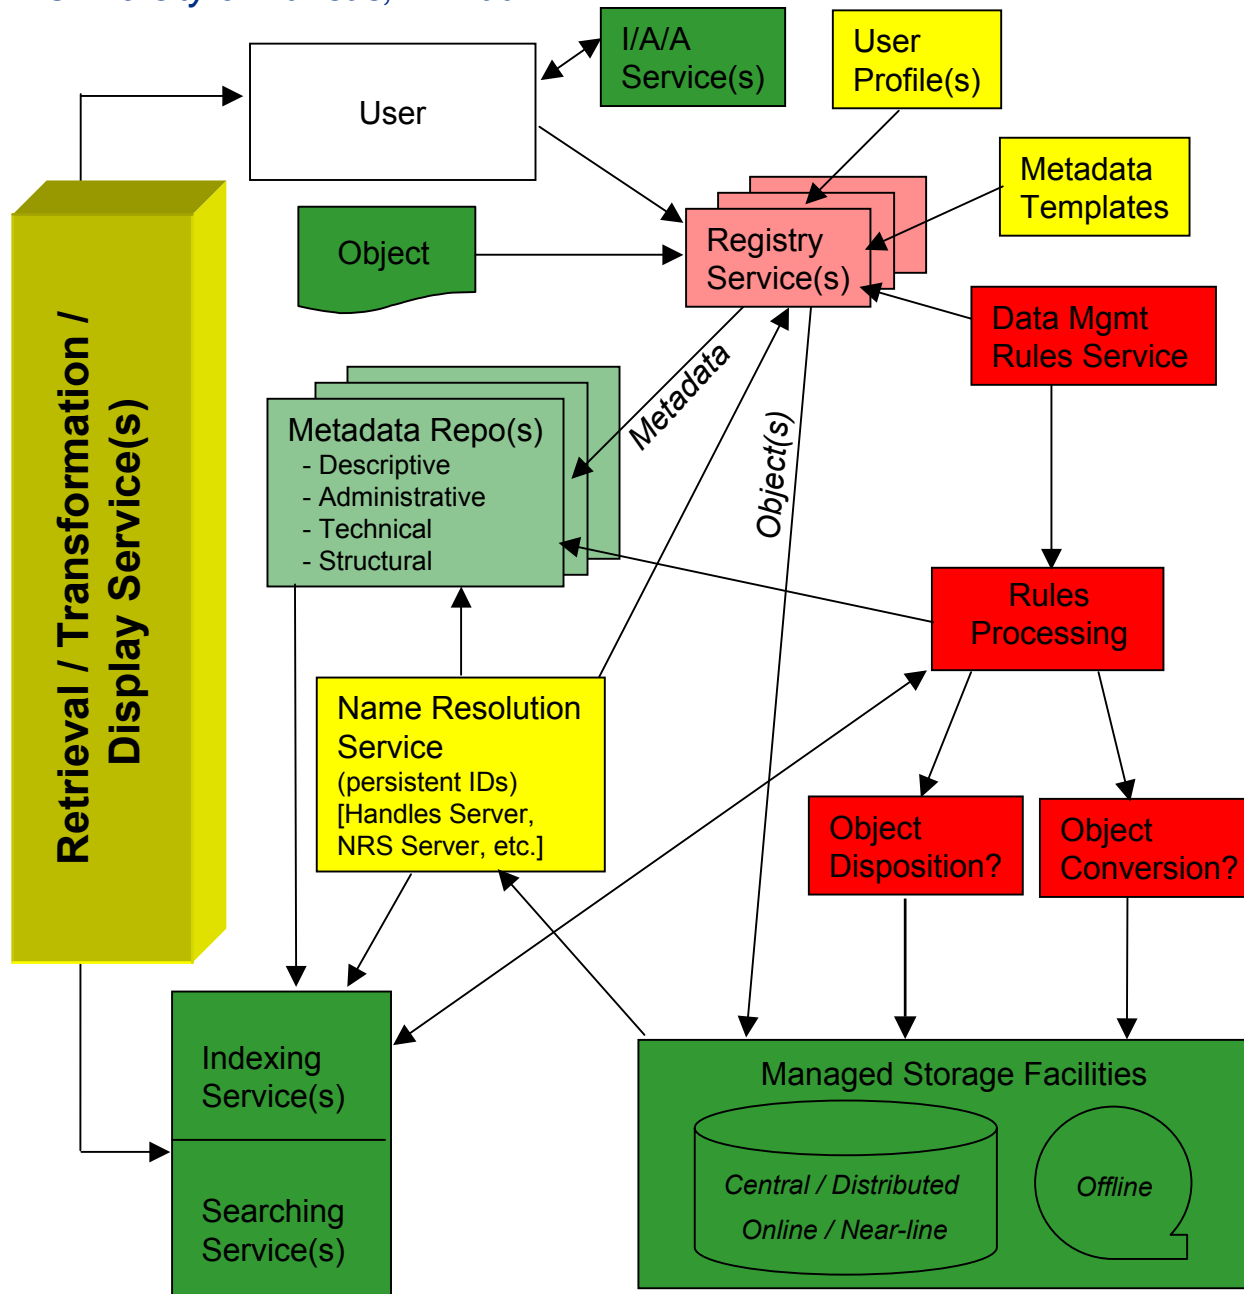 I/A/A
Service(s)
User
Profile(s)
User
Metadata
Templates
Object
Registry
Service(s)
Data Mgmt
Rules Service
Metadata
Object(s)
Metadata Repo(s)
- Descriptive
- Administrative
- Technical
- Structural
Retrieval / Transformation /
Display Service(s)
Rules
Processing
Name Resolution
Service
(persistent IDs)
[Handles Server,
NRS Server, etc.]
Object
Disposition?
Object
Conversion?
Indexing
Service(s)
Searching
Service(s)
Managed Storage Facilities
Central / Distributed
Online / Near-line
Offline